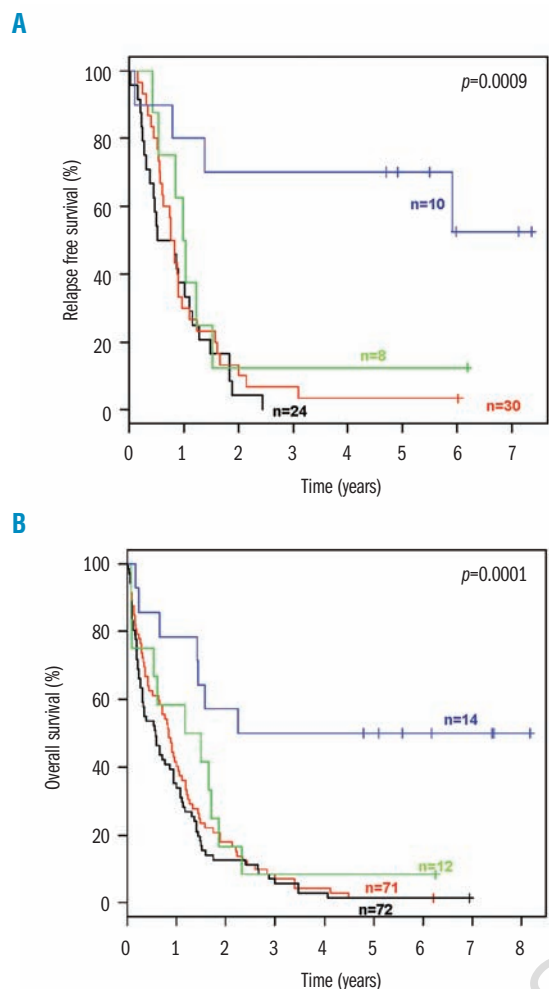 A
p=0.0009
Relapse free survival (%)
100
80
60
40
20
0
n=10
n=8
n=24
n=30
0 1 2 3 4 5 6 7
Time (years)
B
p=0.0001
Overall survival (%)
100
80
60
40
20
0
n=14
n=12
n=71
n=72
0 1 2 3 4 5 6 7 8
Time (years)